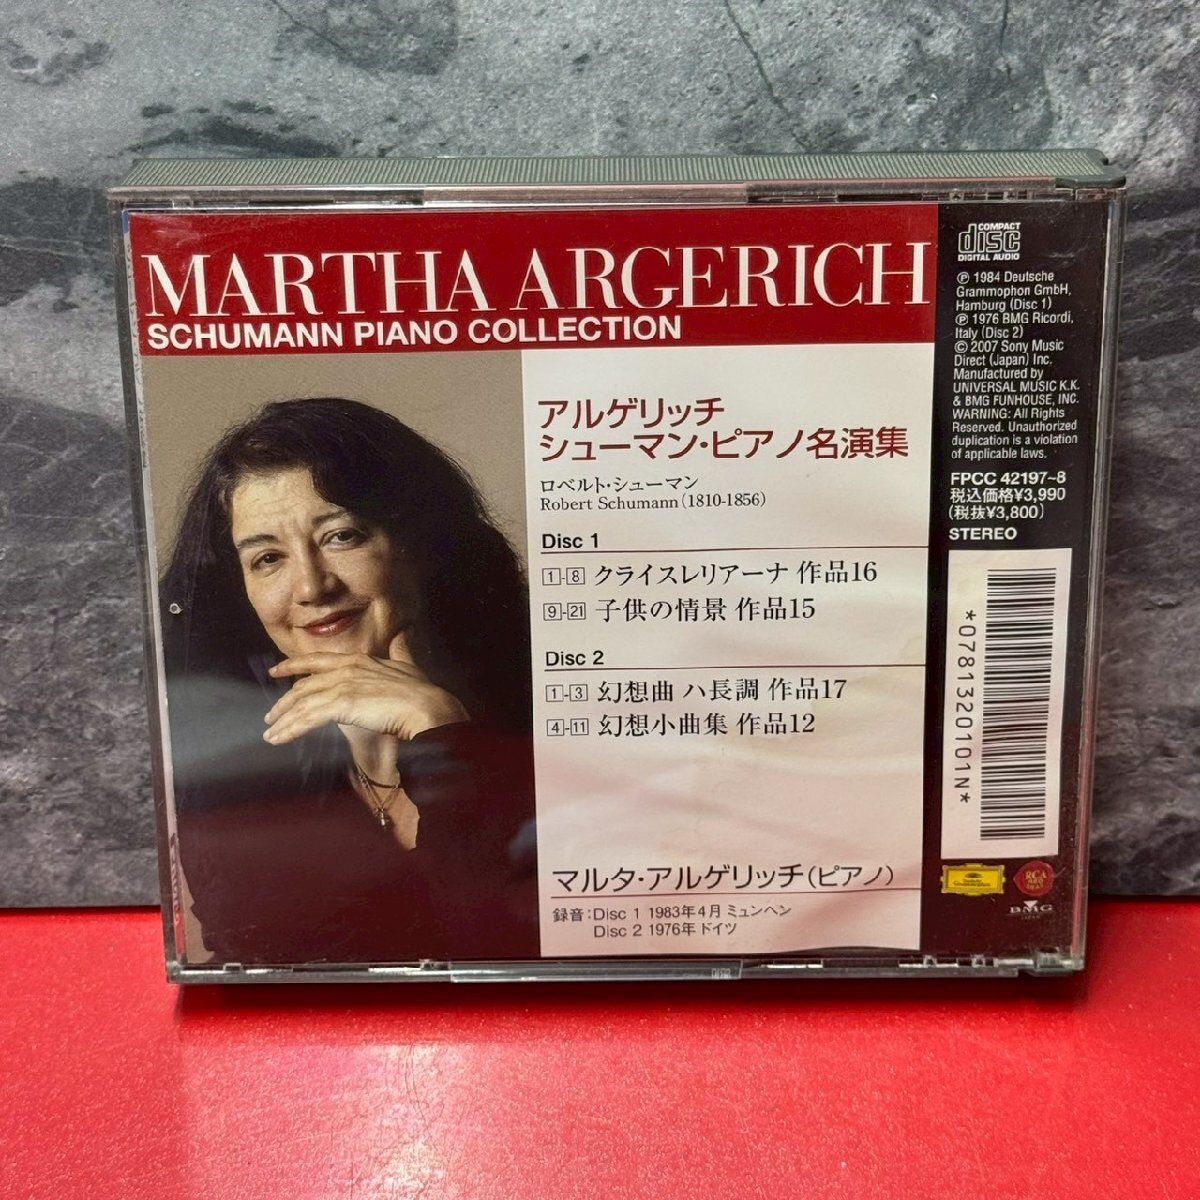 MARTHA ARGERICH
SCHUMANN PIANO COLLECTION
アルゲリッチ
シューマン・ピアノ名演集
ロベルト・シューマン
Robert Schumann(1810-1856)
Disc 1
1-8 クライスレリアーナ 作品16
9-21 子供の情景 作品15
Disc 2
1-3 幻想曲 ハ長調 作品17
4-11 幻想小曲集 作品12
マルタ・アルゲリッチ(ピアノ)
録音:Disc 1 1983年4月 ミュンヘン
Disc 2 1976年 ドイツ
COMPACT
disc
DIGITAL AUDIO
℗ 1984 Deutsche
Grammophon GmbH,
Hamburg (Disc 1)
℗ 1976 BMG Ricordi,
Italy (Disc 2)
© 2007 Sony Music
Direct (Japan) Inc.
Manufactured by
UNIVERSAL MUSIC K.K.
& BMG FUNHOUSE, INC.
WARNING: All Rights
Reserved. Unauthorized
duplication is a violation
of applicable laws.
FPCC 42197~8
税込価格¥3,990
(税抜¥3,800)
STEREO
*0781320101N*
Deutsche
Grammophon
RCA
RED
SEAL
BMG
JAPAN